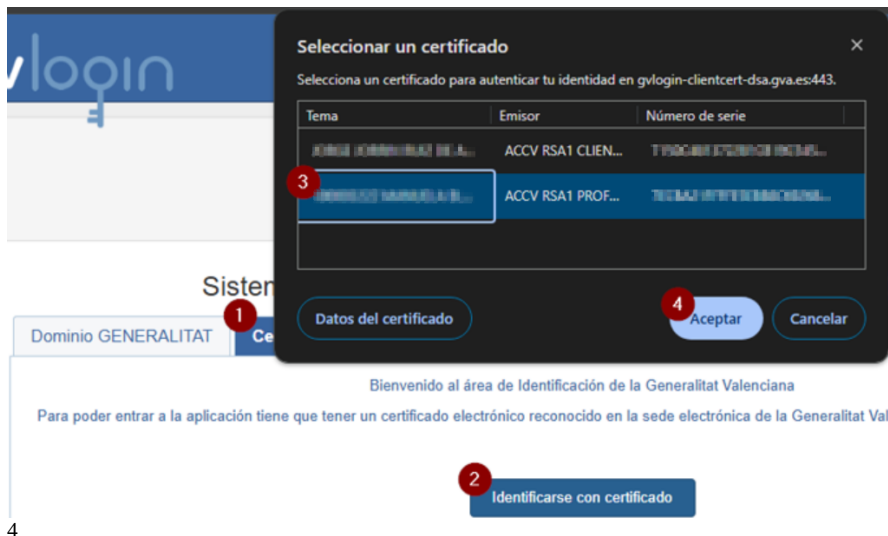 login
Seleccionar un certificado
Selecciona un certificado para autenticar tu identidad en gvlogin-clientcert-dsa.gva.es:443.
Tema Emisor Número de serie
ACCV RSA1 CLIEN...
3
ACCV RSA1 PROF...
Datos del certificado
4
Aceptar Cancelar
Sisten
1
Dominio GENERALITAT Ce
Bienvenido al área de Identificación de la Generalitat Valenciana
Para poder entrar a la aplicación tiene que tener un certificado electrónico reconocido en la sede electrónica de la Generalitat Val
2
Identificarse con certificado
4